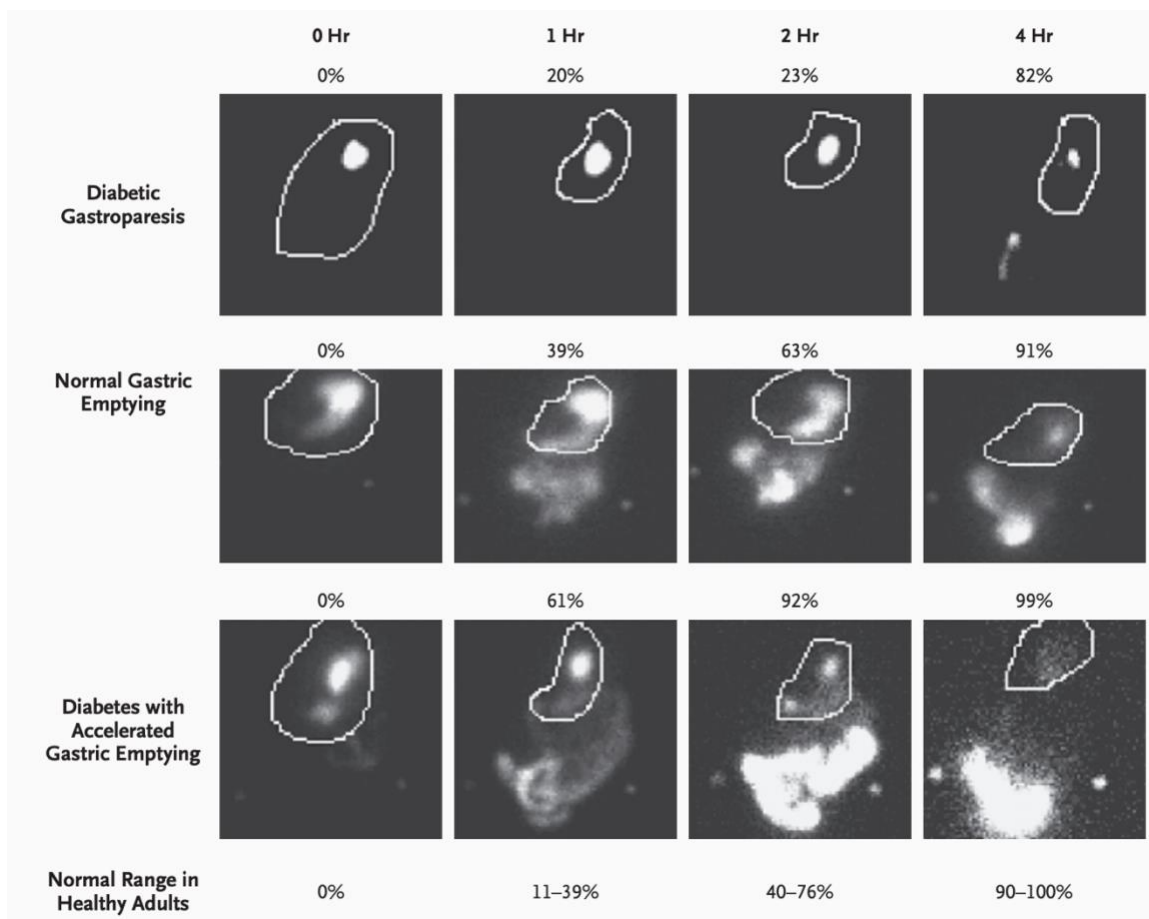 0 Hr 1 Hr 2 Hr 4 Hr
0% 20% 23% 82%
Diabetic
Gastroparesis
0% 39% 63% 91%
Normal Gastric
Emptying
0% 61% 92% 99%
Diabetes with
Accelerated
Gastric Emptying
Normal Range in
Healthy Adults
0% 11–39% 40–76% 90–100%